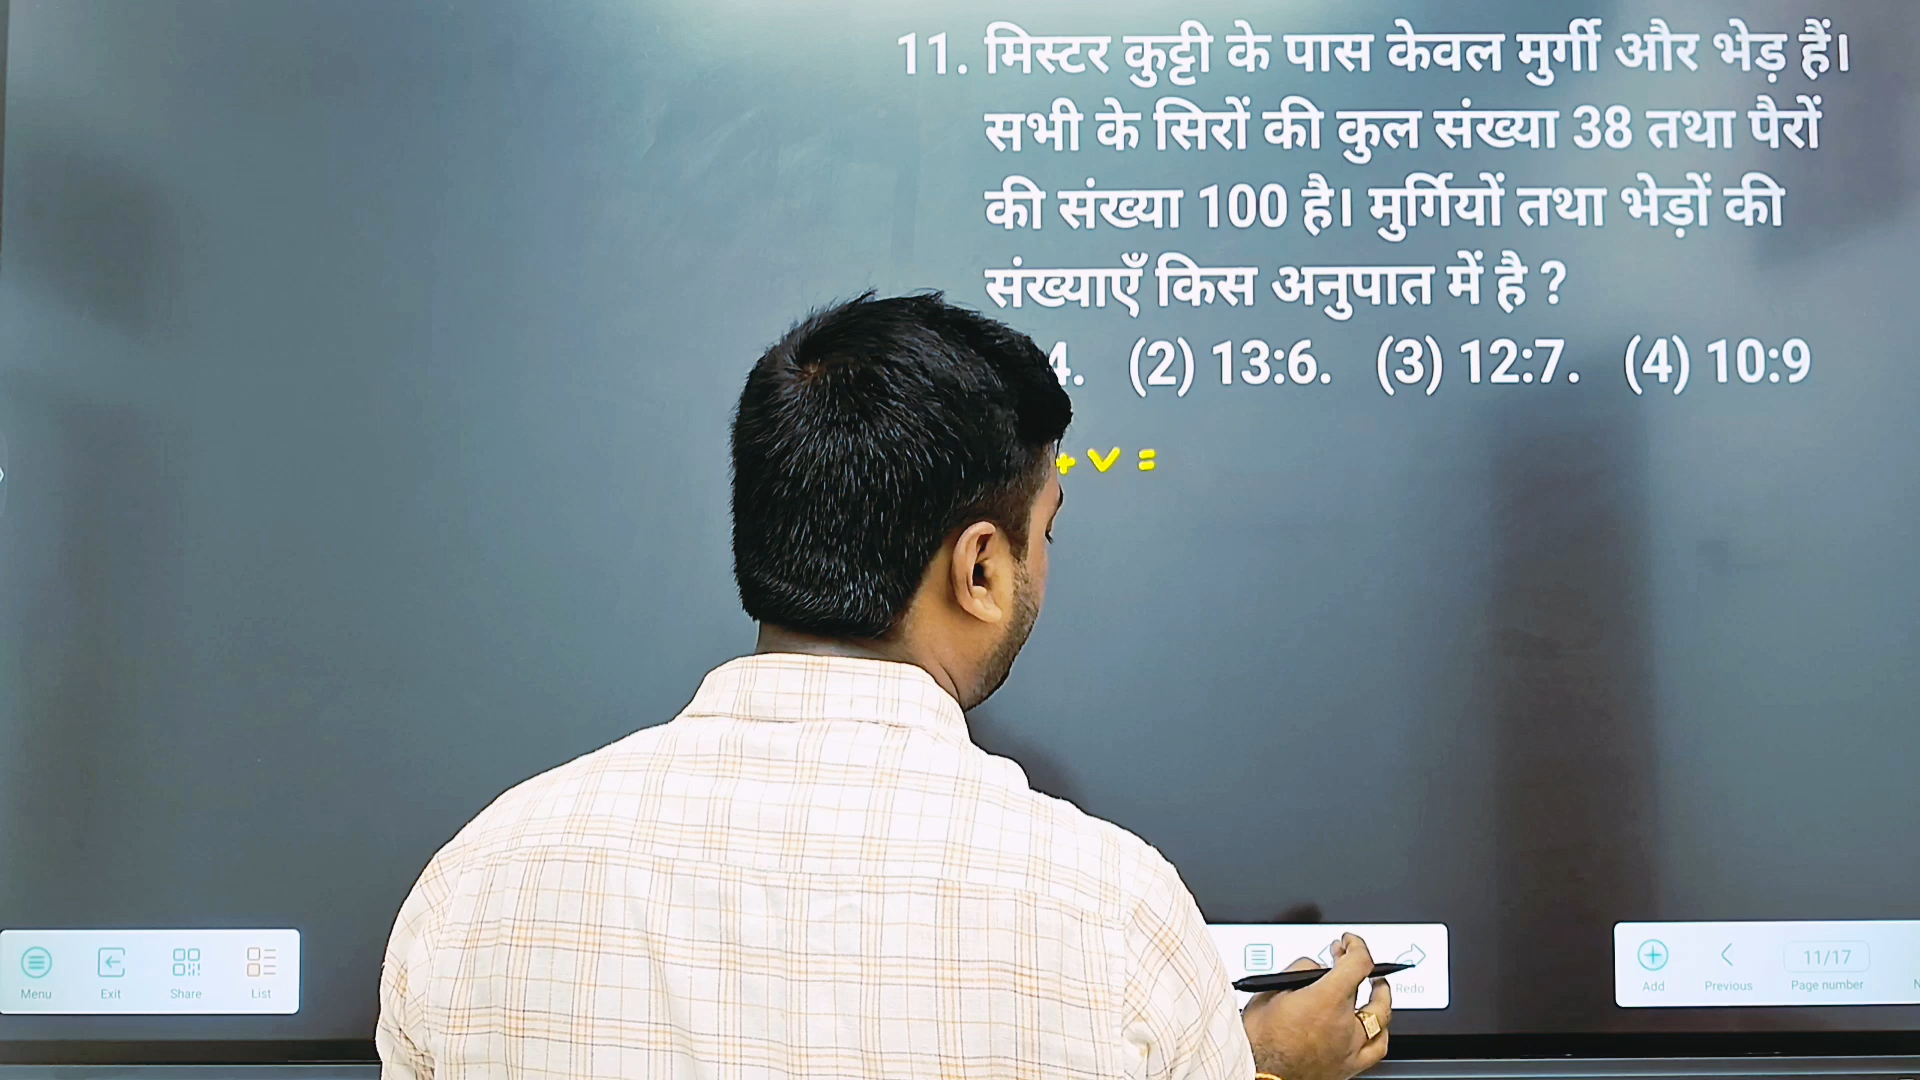 11. मिस्टर कुट्टी के पास केवल मुर्गी और भेड़ हैं।
सभी के सिरों की कुल संख्या 38 तथा पैरों
की संख्या 100 है। मुर्गियों तथा भेड़ों की
संख्याएँ किस अनुपात में है ?
4. (2) 13:6. (3) 12:7. (4) 10:9
+ v =
Menu Exit Share List
Redo
Add Previous 11/17 Page number